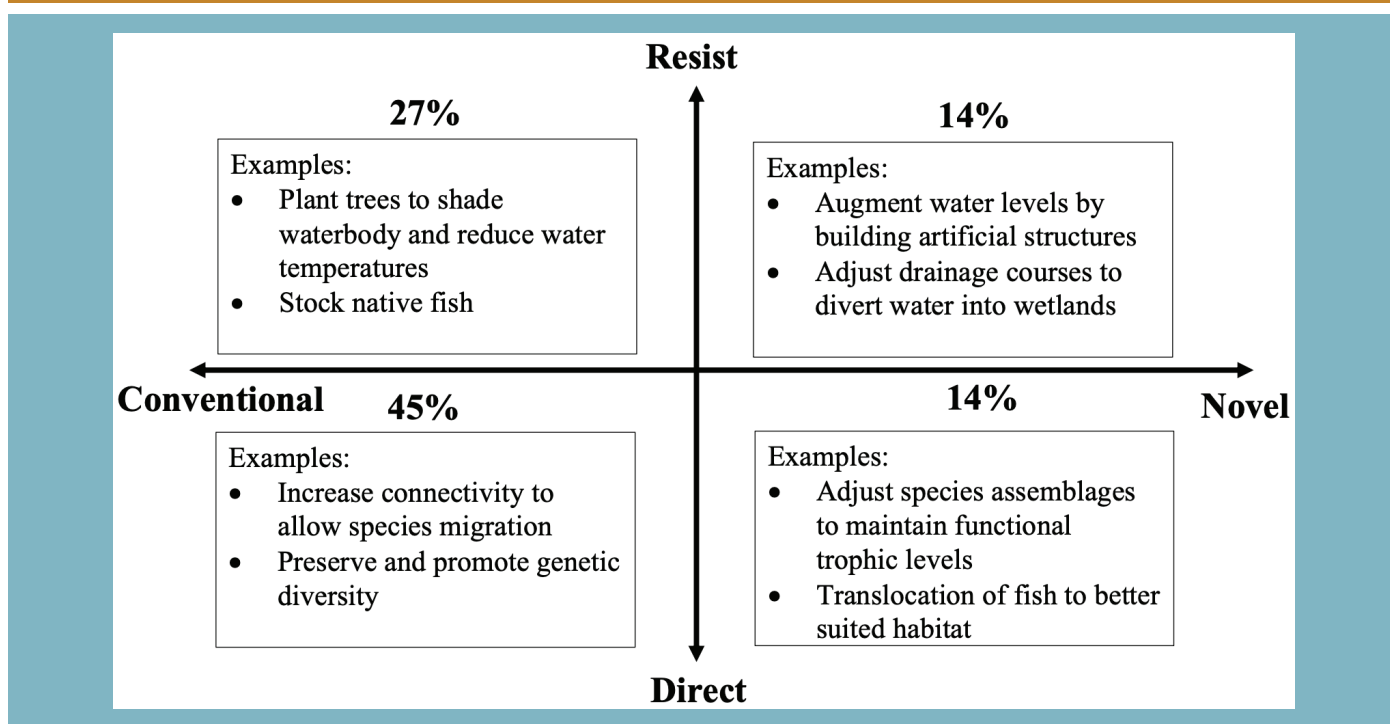 Resist
27%
Examples:
• Plant trees to shade
waterbody and reduce water
temperatures
• Stock native fish
14%
Examples:
• Augment water levels by
building artificial structures
• Adjust drainage courses to
divert water into wetlands
Conventional
Novel
45%
Examples:
• Increase connectivity to
allow species migration
• Preserve and promote genetic
diversity
14%
Examples:
• Adjust species assemblages
to maintain functional
trophic levels
• Translocation of fish to better
suited habitat
Direct